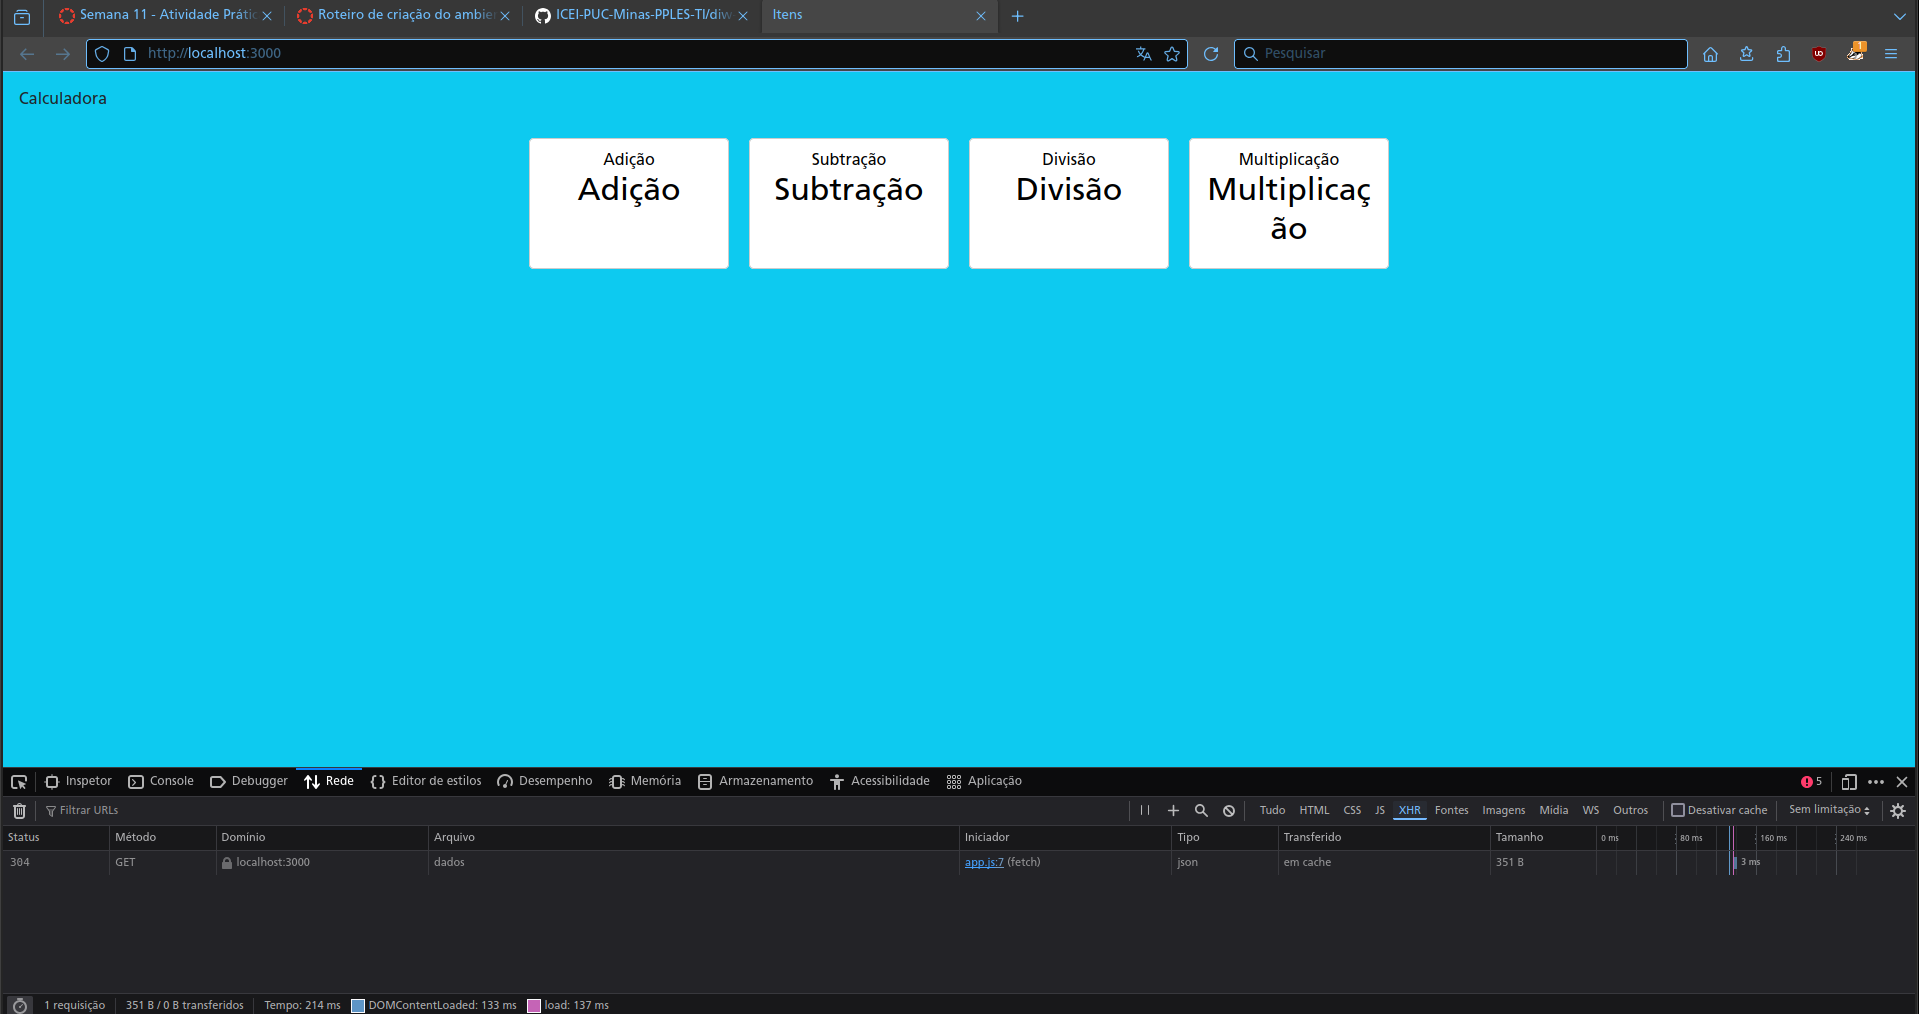 Semana 11 - Atividade Prátic
Roteiro de criação do ambie
ICEI-PUC-Minas-PPLES-TI/diw
Itens
http://localhost:3000
Pesquisar
1
Calculadora
Adição
Adição
Subtração
Subtração
Divisão
Divisão
Multiplicação
Multiplicaç
ão
Inspetor
Console
Debugger
Rede
Editor de estilos
Desempenho
Memória
Armazenamento
Acessibilidade
Aplicação
5
Filtrar URLs
Tudo
HTML
CSS
JS
XHR
Fontes
Imagens
Mídia
WS
Outros
Desativar cache
Sem limitação
Status
Método
Domínio
Arquivo
Iniciador
Tipo
Transferido
Tamanho
0 ms
80 ms
160 ms
240 ms
304
GET
localhost:3000
dados
app.js:7 (fetch)
json
em cache
351 B
3 ms
1 requisição
351 B / 0 B transferidos
Tempo: 214 ms
DOMContentLoaded: 133 ms
load: 137 ms